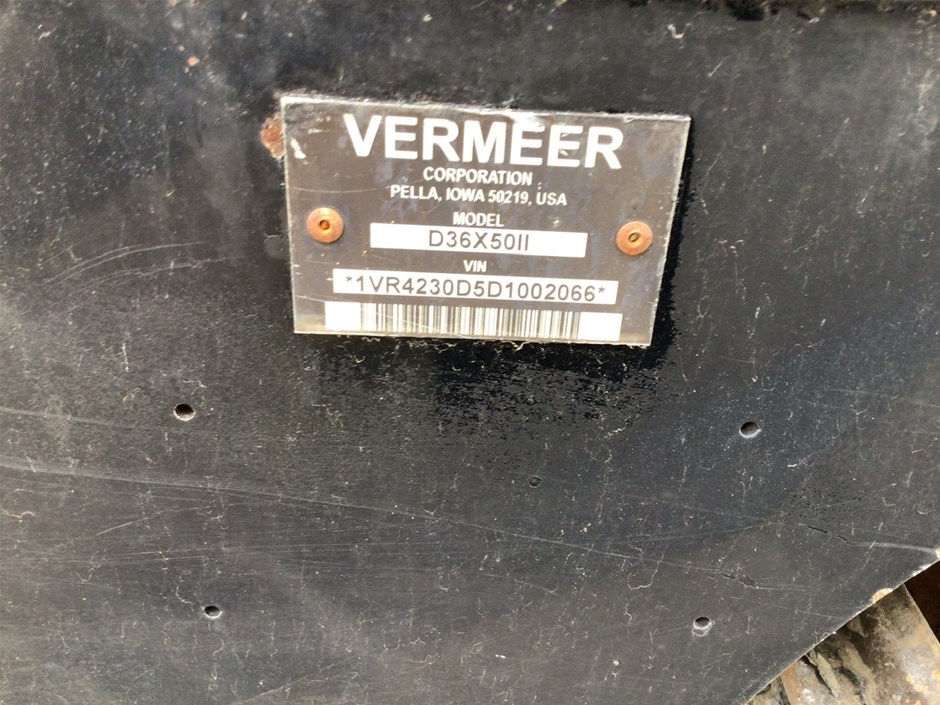 VERMEER
CORPORATION
PELLA, IOWA 50219, USA
MODEL
D36X50II
VIN
*1VR4230D5D1002066*